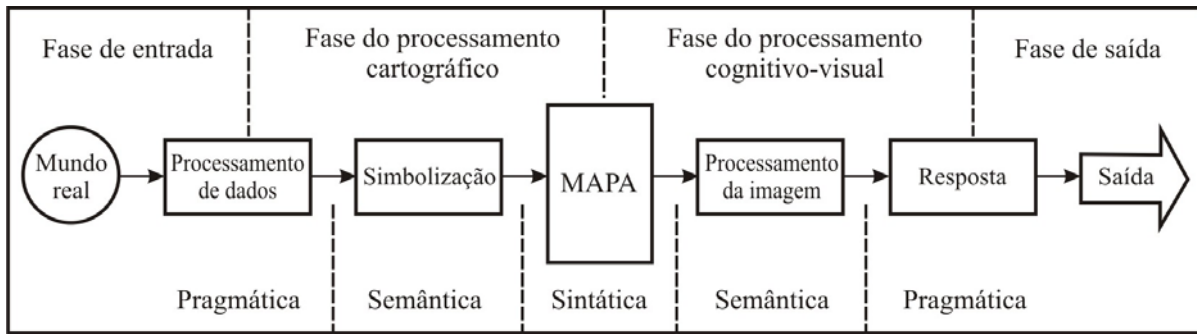 Fase de entrada
Fase do processamento
cartográfico
Fase do processamento
cognitivo-visual
Fase de saída
Mundo
real
Processamento
de dados
Simbolização
MAPA
Processamento
da imagem
Resposta
Saída
Pragmática
Semântica
Sintática
Semântica
Pragmática